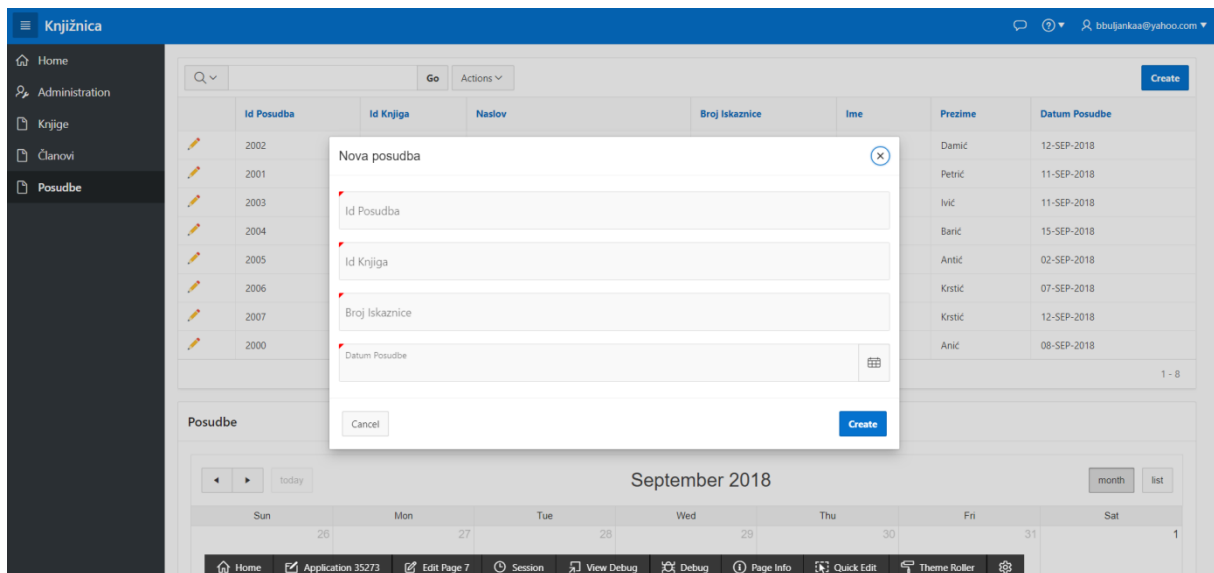 Knjižnica
bbuljankaa@yahoo.com
Home
Administration
Knjige
Članovi
Posudbe
Go Actions Create
Id Posudba Id Knjiga Naslov Broj Iskaznice Ime Prezime Datum Posudbe
2002 Damić 12-SEP-2018
2001 Petrić 11-SEP-2018
2003 Ivić 11-SEP-2018
2004 Barić 15-SEP-2018
2005 Antić 02-SEP-2018
2006 Krstić 07-SEP-2018
2007 Krstić 12-SEP-2018
2000 Anić 08-SEP-2018
1 - 8
Nova posudba
Id Posudba
Id Knjiga
Broj Iskaznice
Datum Posudbe
Cancel Create
Posudbe
today September 2018 month list
Sun Mon Tue Wed Thu Fri Sat
26 27 28 29 30 31 1
Home Application 35273 Edit Page 7 Session View Debug Debug Page Info Quick Edit Theme Roller